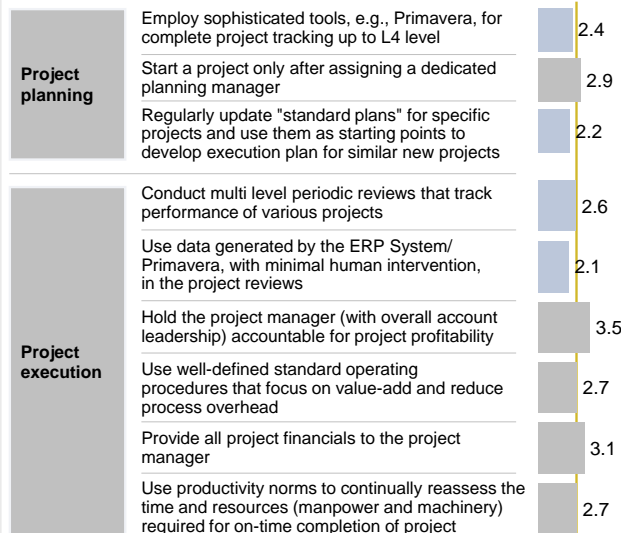 Project
planning
Employ sophisticated tools, e.g., Primavera, for
complete project tracking up to L4 level
2.4
Start a project only after assigning a dedicated
planning manager
2.9
Regularly update "standard plans" for specific
projects and use them as starting points to
develop execution plan for similar new projects
2.2
Project
execution
Conduct multi level periodic reviews that track
performance of various projects
2.6
Use data generated by the ERP System/
Primavera, with minimal human intervention,
in the project reviews
2.1
Hold the project manager (with overall account
leadership) accountable for project profitability
3.5
Use well-defined standard operating
procedures that focus on value-add and reduce
process overhead
2.7
Provide all project financials to the project
manager
3.1
Use productivity norms to continually reassess the
time and resources (manpower and machinery)
required for on-time completion of project
2.7